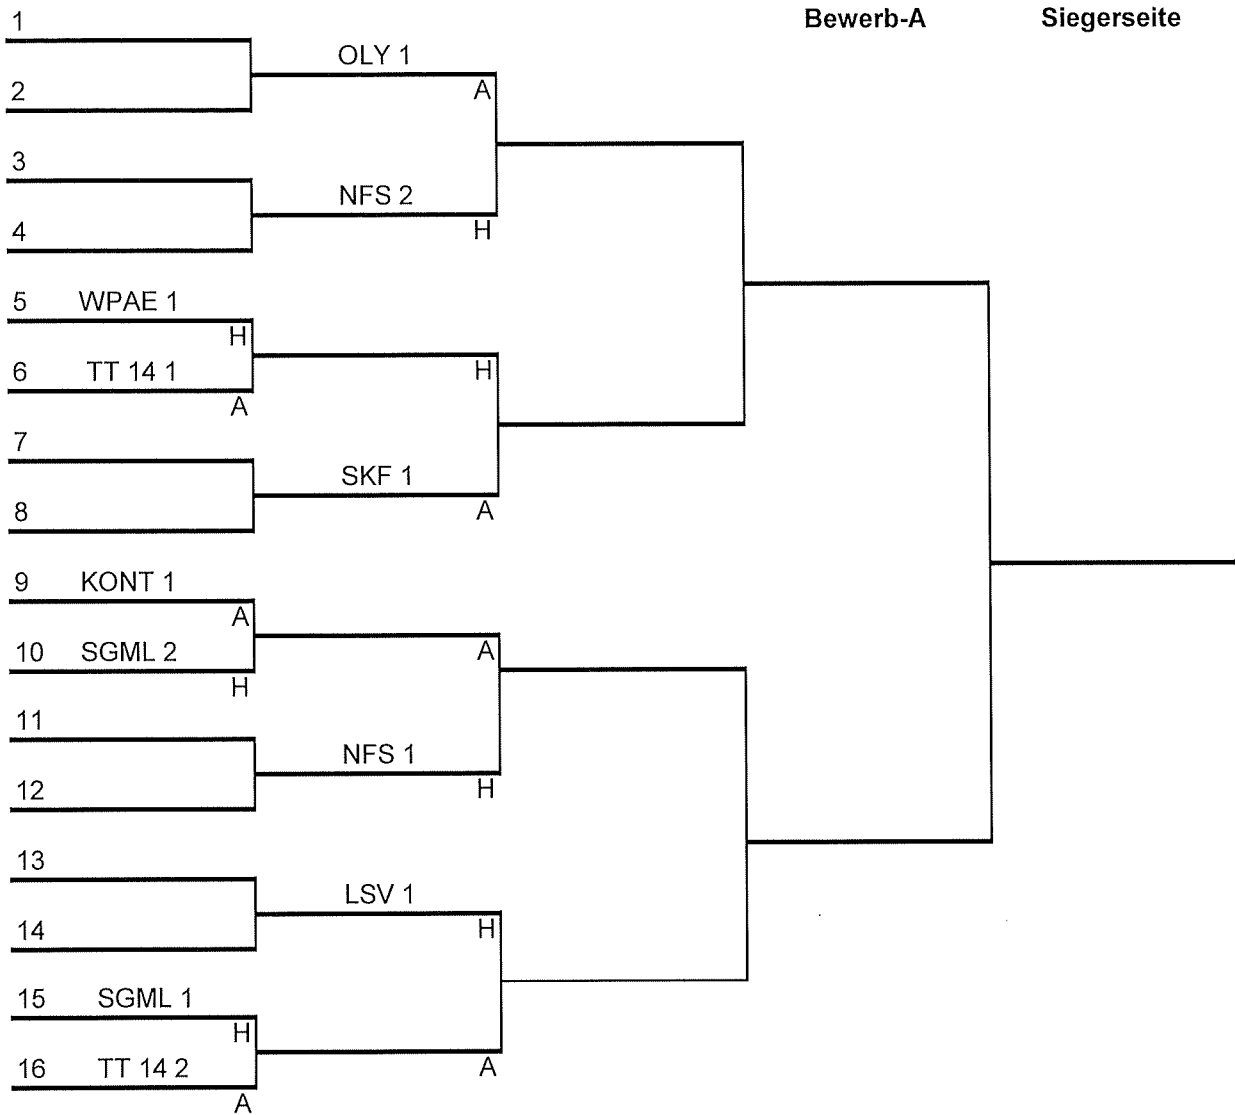 1
Bewerb-A Siegerseite
OLY 1
A
2
3
NFS 2
H
4
5 WPAE 1
H
H
6 TT 14 1
A
7
SKF 1
A
8
9 KONT 1
A
A
10 SGML 2
H
11
NFS 1
H
12
13
LSV 1
H
14
15 SGML 1
H
A
16 TT 14 2
A